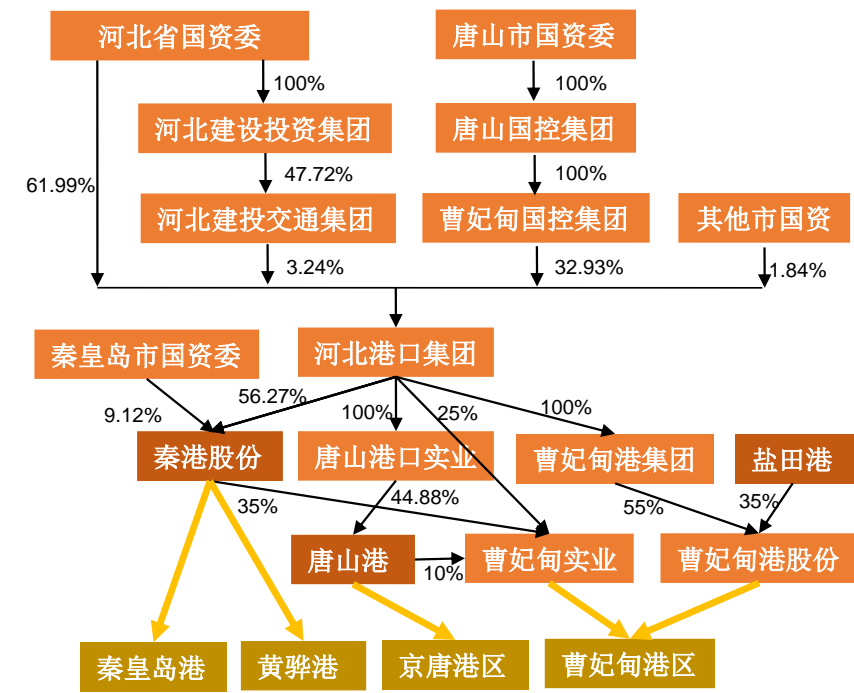 河北省国资委
唐山市国资委
100%
100%
河北建设投资集团
唐山国控集团
61.99%
47.72%
100%
河北建投交通集团
曹妃甸国控集团
其他市国资
3.24%
32.93%
1.84%
秦皇岛市国资委
河北港口集团
9.12%
56.27%
100%
25%
100%
秦港股份
唐山港口实业
曹妃甸港集团
盐田港
35%
44.88%
55%
35%
唐山港
10%
曹妃甸实业
曹妃甸港股份
秦皇岛港
黄骅港
京唐港区
曹妃甸港区